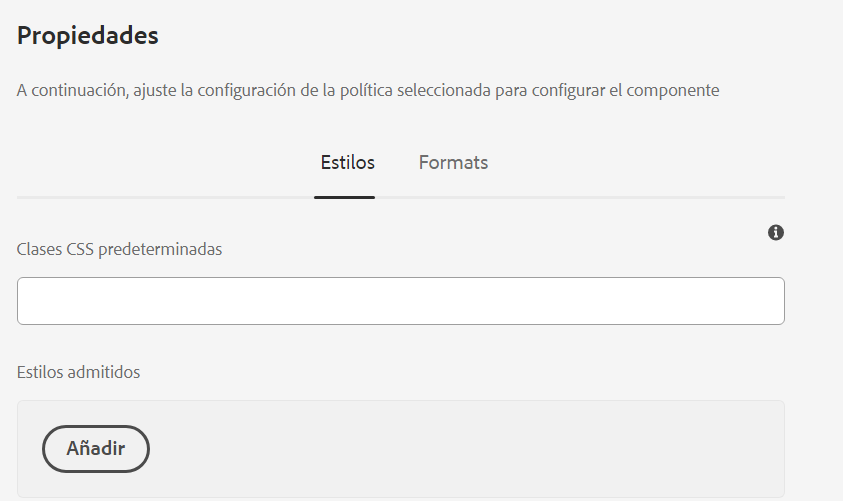 Propiedades
A continuación, ajuste la configuración de la política seleccionada para configurar el componente
Estilos Formats
Clases CSS predeterminadas
Estilos admitidos
Añadir